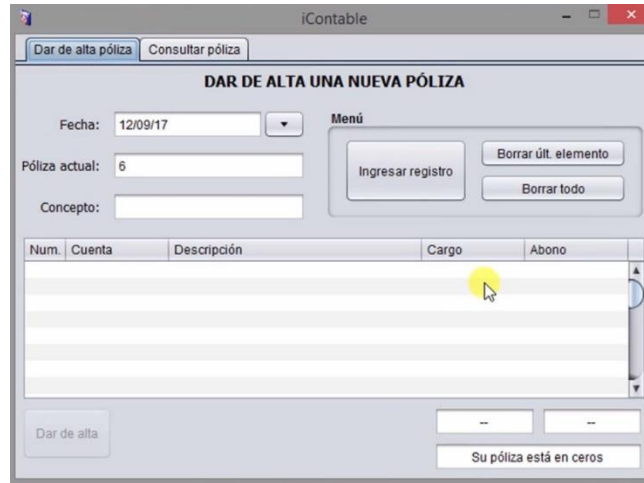 iContable
Dar de alta póliza Consultar póliza
DAR DE ALTA UNA NUEVA PÓLIZA
Fecha: 12/09/17
Menú
Póliza actual: 6
Ingresar registro
Borrar últ. elemento
Borrar todo
Concepto:
Num. Cuenta Descripción Cargo Abono
Dar de alta
-- --
Su póliza está en ceros